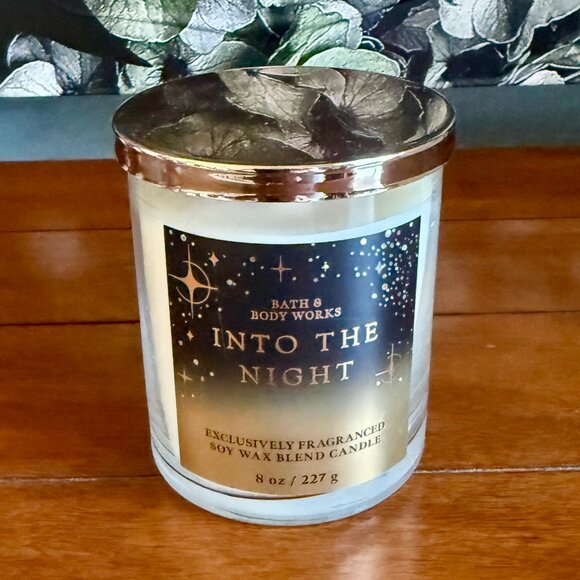 BATH &
BODY WORKS
INTO THE
NIGHT
EXCLUSIVELY FRAGRANCED
SOY WAX BLEND CANDLE
8 oz / 227 g